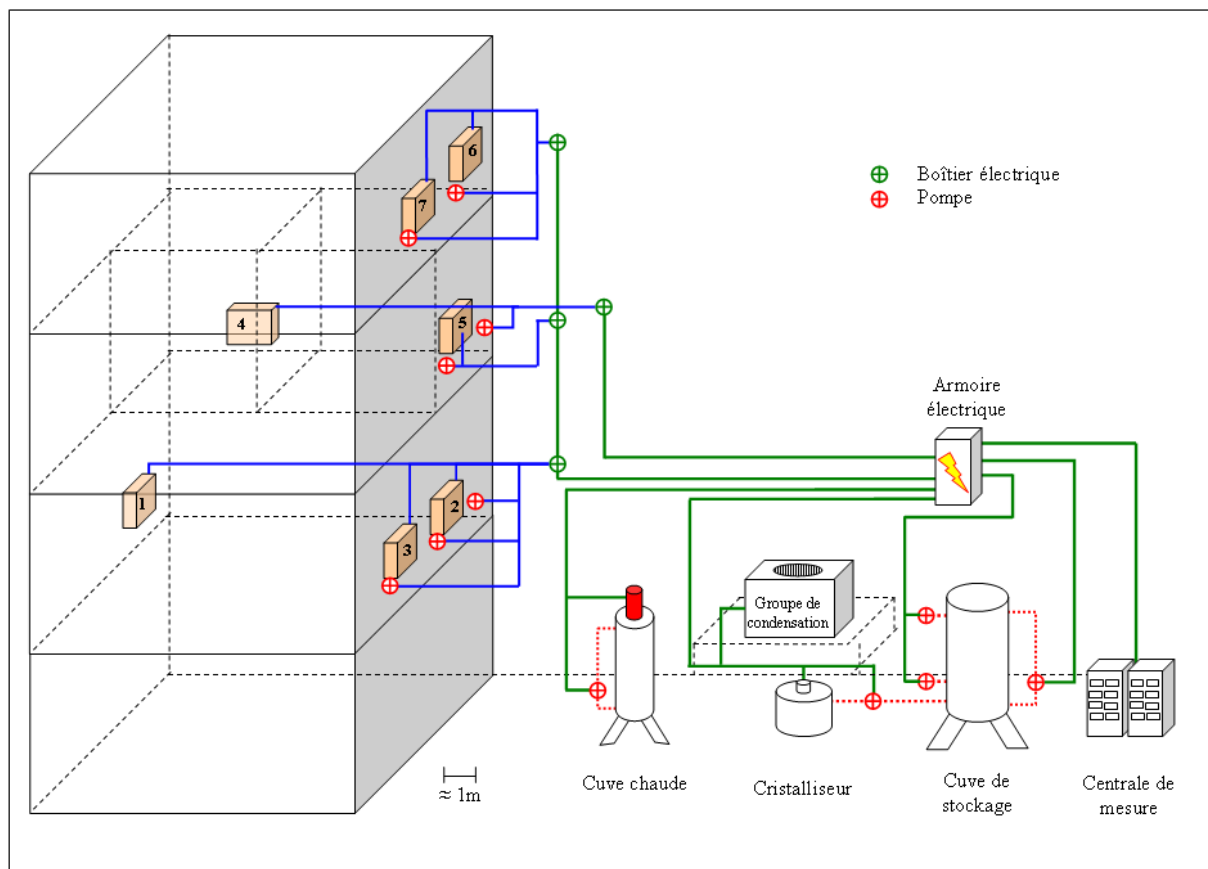 6
7
Boîtier électrique
Pompe
4
5
Armoire
électrique
1
2
3
Groupe de
condensation
≈ 1m
Cuve chaude
Cristalliseur
Cuve de
stockage
Centrale de
mesure